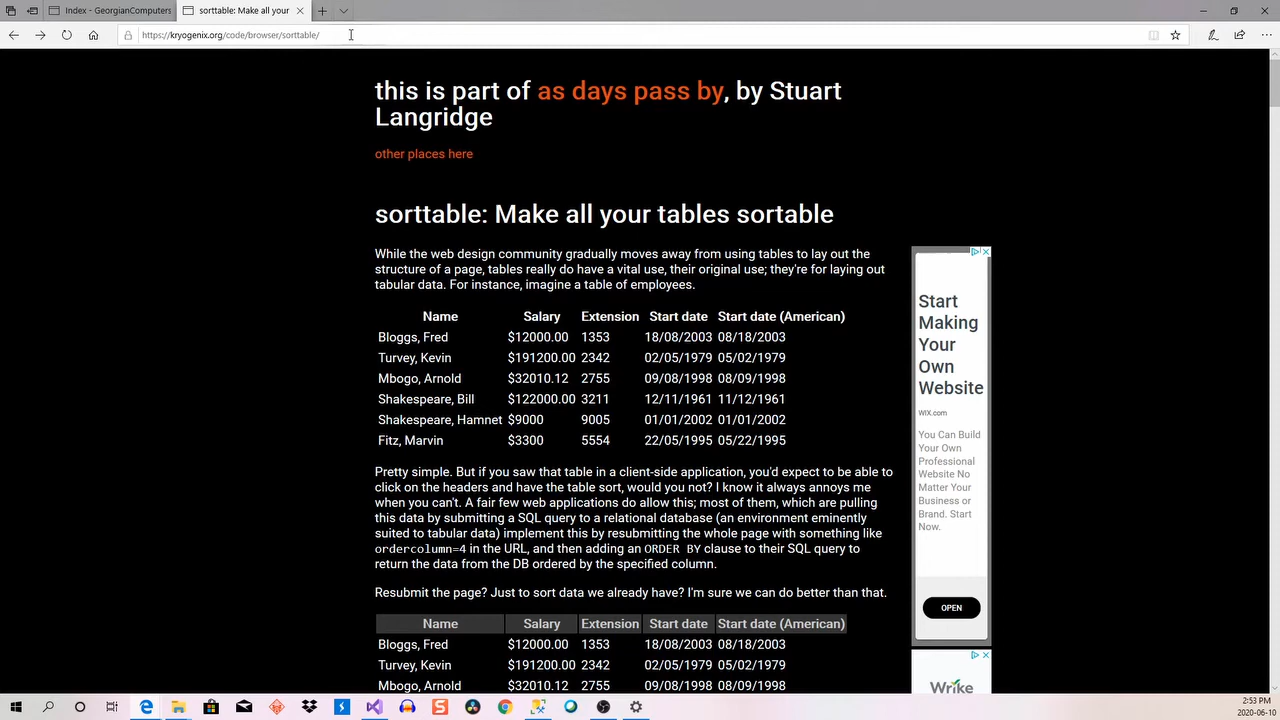 Index - GeorgianComputers
sorttable: Make all your
https://kryogenix.org/code/browser/sorttable/
this is part of as days pass by, by Stuart
Langridge
other places here
sorttable: Make all your tables sortable
While the web design community gradually moves away from using tables to lay out the
structure of a page, tables really do have a vital use, their original use; they're for laying out
tabular data. For instance, imagine a table of employees.
Name Salary Extension Start date Start date (American)
Bloggs, Fred $12000.00 1353 18/08/2003 08/18/2003
Turvey, Kevin $191200.00 2342 02/05/1979 05/02/1979
Mbogo, Arnold $32010.12 2755 09/08/1998 08/09/1998
Shakespeare, Bill $122000.00 3211 12/11/1961 11/12/1961
Shakespeare, Hamnet $9000 9005 01/01/2002 01/01/2002
Fitz, Marvin $3300 5554 22/05/1995 05/22/1995
Pretty simple. But if you saw that table in a client-side application, you'd expect to be able to
click on the headers and have the table sort, would you not? I know it always annoys me
when you can't. A fair few web applications do allow this; most of them, which are pulling
this data by submitting a SQL query to a relational database (an environment eminently
suited to tabular data) implement this by resubmitting the whole page with something like
ordercolumn=4 in the URL, and then adding an ORDER BY clause to their SQL query to
return the data from the DB ordered by the specified column.
Resubmit the page? Just to sort data we already have? I'm sure we can do better than that.
Name Salary Extension Start date Start date (American)
Bloggs, Fred $12000.00 1353 18/08/2003 08/18/2003
Turvey, Kevin $191200.00 2342 02/05/1979 05/02/1979
Mbogo, Arnold $32010.12 2755 09/08/1998 08/09/1998
Start
Making
Your
Own
Website
WIX.com
You Can Build
Your Own
Professional
Website No
Matter Your
Business or
Brand. Start
Now.
OPEN
Wrike
2:53 PM
2020-06-10